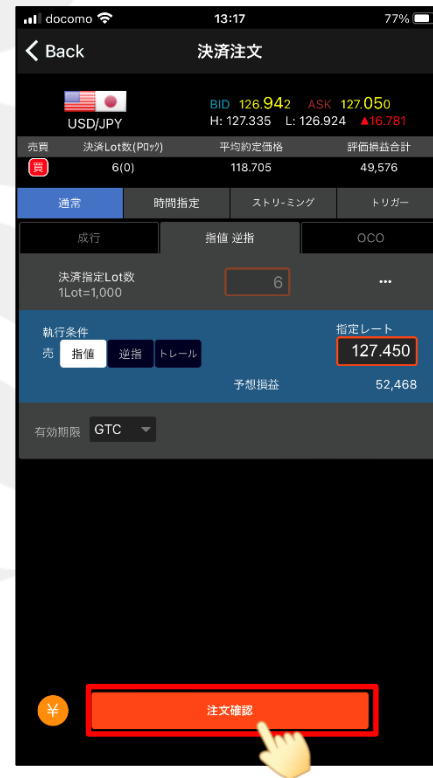 docomo 13:17 77%
Back 決済注文
USD/JPY BID 126.942 ASK 127.050
H: 127.335 L: 126.924 ▲16.781
売買 決済Lot数(Pロック) 平均約定価格 評価損益合計
買 6(0) 118.705 49,576
通常 時間指定 ストリ-ミング トリガー
成行 指値 逆指 OCO
決済指定Lot数 6 •••
1Lot=1,000
執行条件 指定レート
売 指値 逆指 トレール 127.450
予想損益 52,468
有効期限 GTC
¥ 注文確認